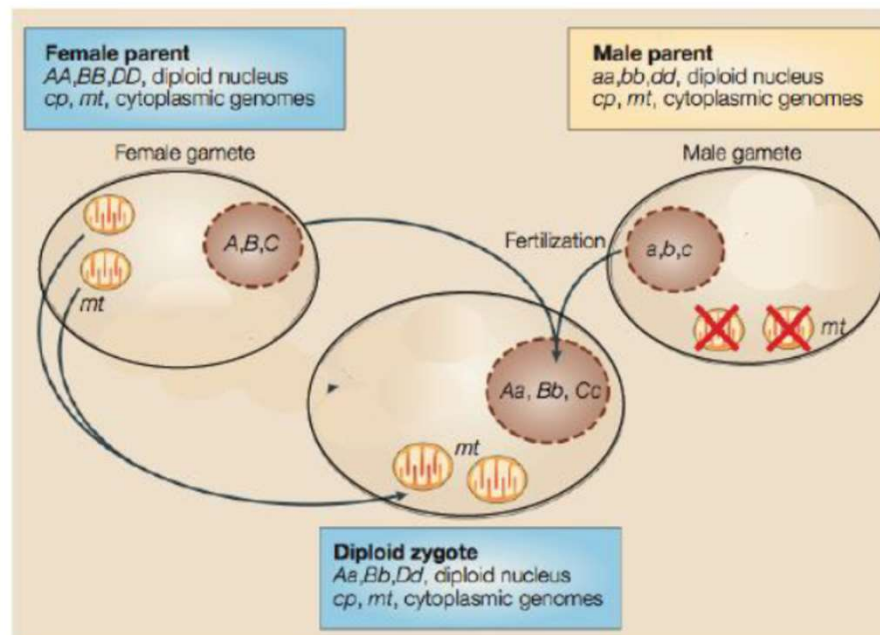 Female parent
AA,BB,DD, diploid nucleus
cp, mt, cytoplasmic genomes
Male parent
aa,bb,dd, diploid nucleus
cp, mt, cytoplasmic genomes
Female gamete
Male gamete
A,B,C
mt
Fertilization
a,b,c
mt
Aa, Bb, Cc
mt
Diploid zygote
Aa,Bb,Dd, diploid nucleus
cp, mt, cytoplasmic genomes